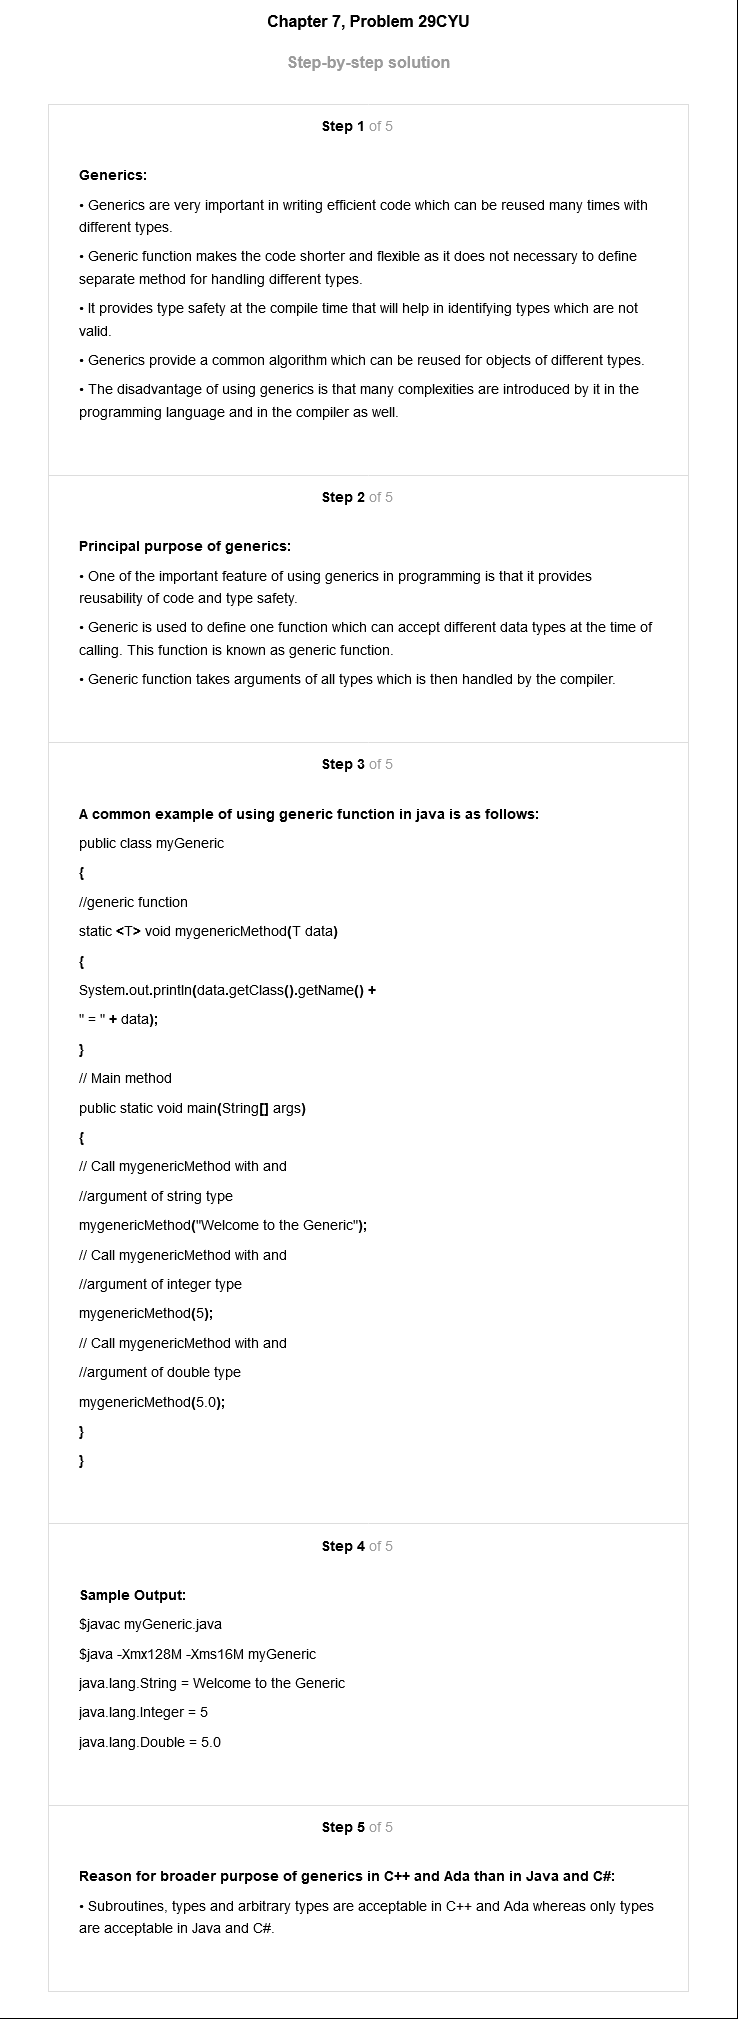 Chapter 7, Problem 29CYU
Step-by-step solution
Step 1 of 5
Generics:
• Generics are very important in writing efficient code which can be reused many times with
different types.
• Generic function makes the code shorter and flexible as it does not necessary to define
separate method for handling different types.
• It provides type safety at the compile time that will help in identifying types which are not
valid.
• Generics provide a common algorithm which can be reused for objects of different types.
• The disadvantage of using generics is that many complexities are introduced by it in the
programming language and in the compiler as well.
Step 2 of 5
Principal purpose of generics:
• One of the important feature of using generics in programming is that it provides
reusability of code and type safety.
• Generic is used to define one function which can accept different data types at the time of
calling. This function is known as generic function.
• Generic function takes arguments of all types which is then handled by the compiler.
Step 3 of 5
A common example of using generic function in java is as follows:
public class myGeneric
{
//generic function
static <T> void mygenericMethod(T data)
{
System.out.println(data.getClass().getName() +
" = " + data);
}
// Main method
public static void main(String[] args)
{
// Call mygenericMethod with and
//argument of string type
mygenericMethod("Welcome to the Generic");
// Call mygenericMethod with and
//argument of integer type
mygenericMethod(5);
// Call mygenericMethod with and
//argument of double type
mygenericMethod(5.0);
}
}
Step 4 of 5
Sample Output:
$javac myGeneric.java
$java -Xmx128M -Xms16M myGeneric
java.lang.String = Welcome to the Generic
java.lang.Integer = 5
java.lang.Double = 5.0
Step 5 of 5
Reason for broader purpose of generics in C++ and Ada than in Java and C#:
• Subroutines, types and arbitrary types are acceptable in C++ and Ada whereas only types
are acceptable in Java and C#.